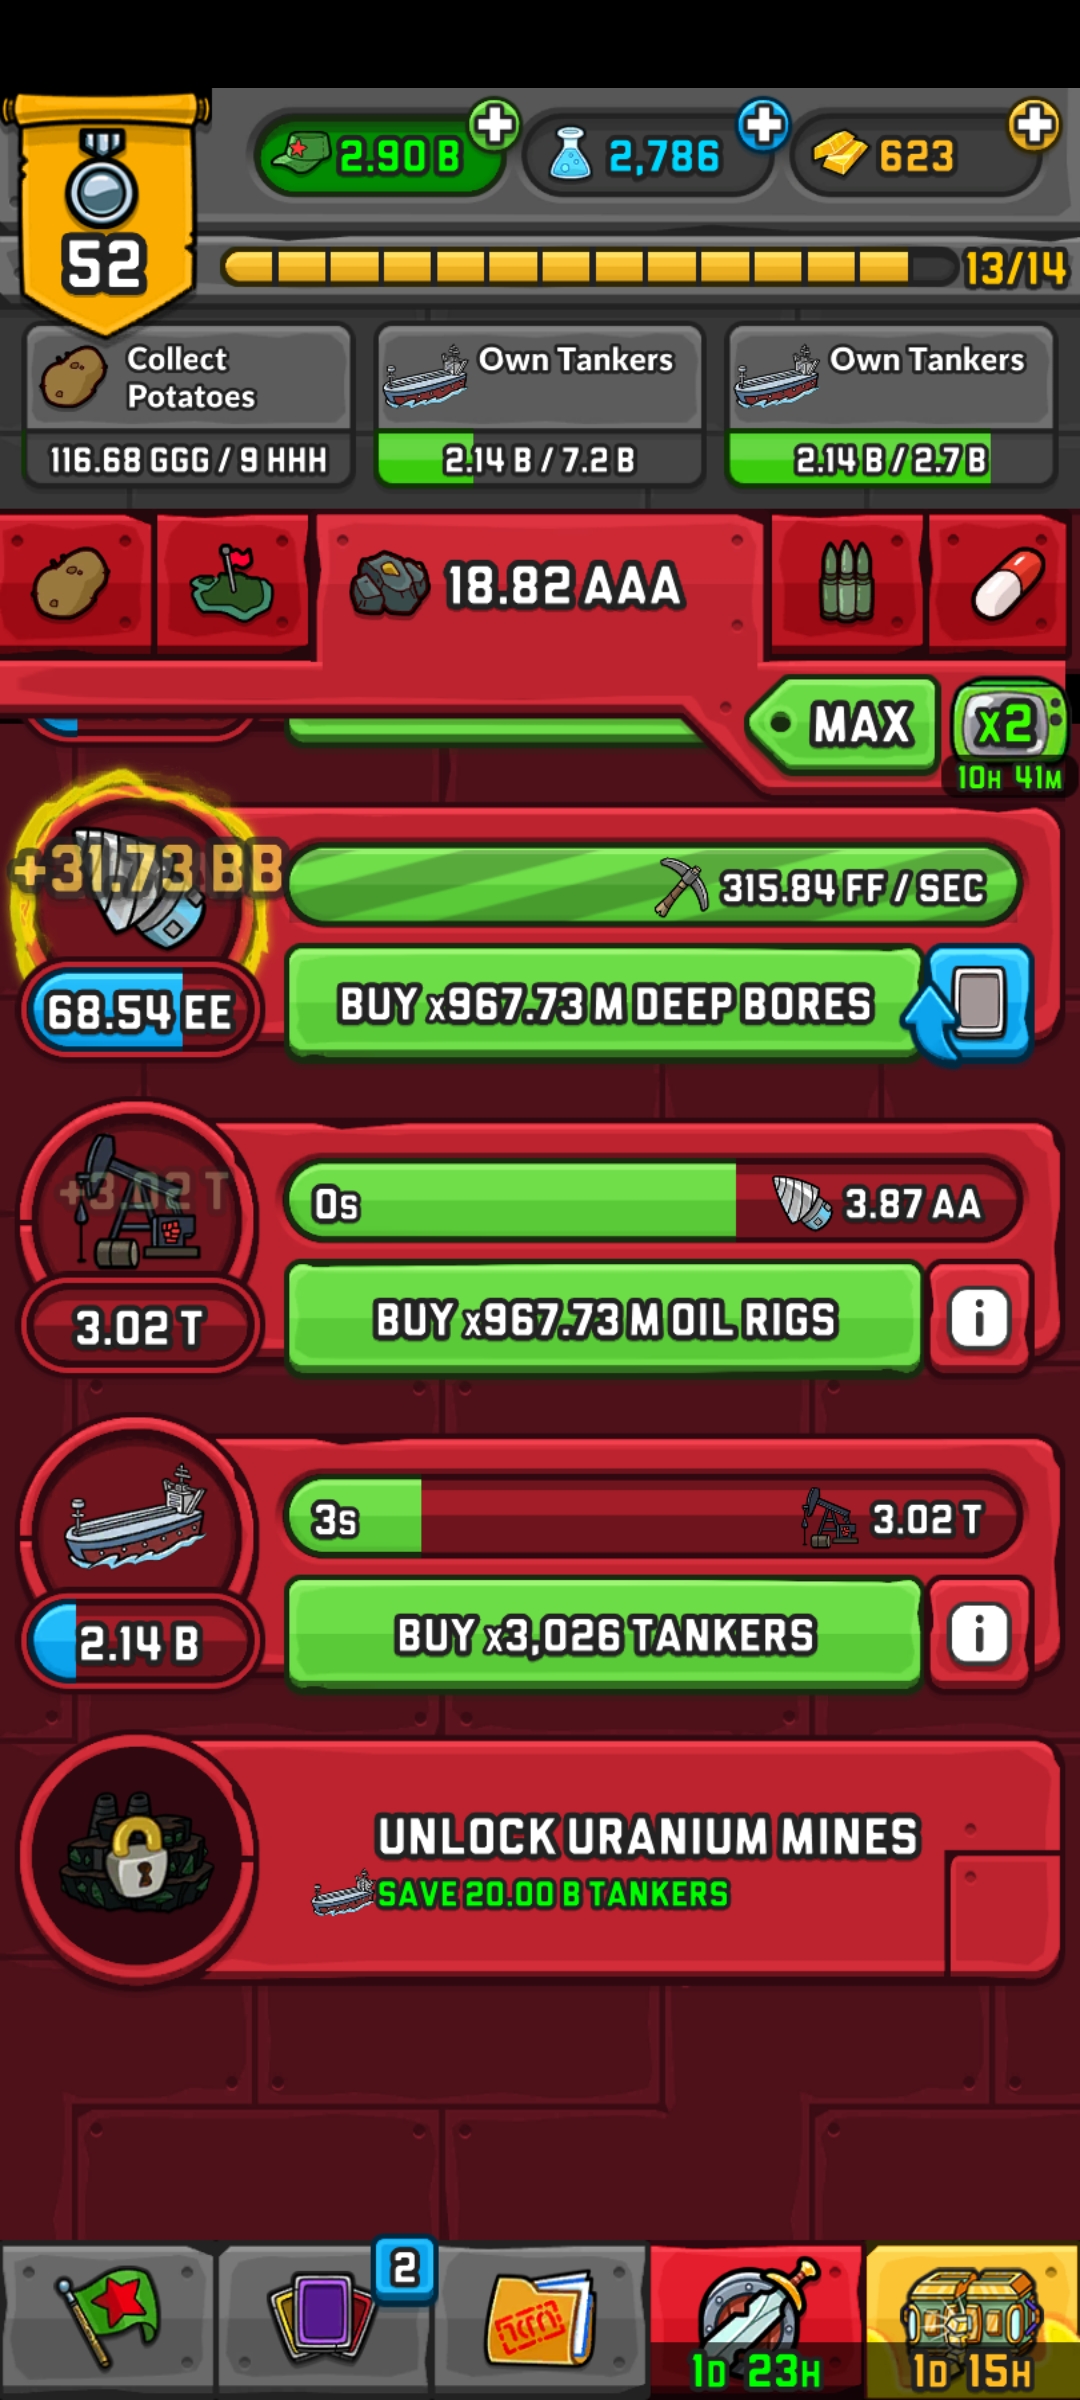 2.90 B
2,786
623
52
13/14
Collect
Potatoes
116.68 GGG / 9 HHH
Own Tankers
2.14 B / 7.2 B
Own Tankers
2.14 B / 2.7 B
18.82 AAA
MAX
X2
10H 41M
+31.73 BB
315.84 FF / SEC
68.54 EE
BUY x967.73 M DEEP BORES
+3.02 T
0s
3.87 AA
3.02 T
BUY x967.73 M OIL RIGS
i
3s
3.02 T
2.14 B
BUY x3,026 TANKERS
i
UNLOCK URANIUM MINES
SAVE 20.00 B TANKERS
2
1D 23H
1D 15H